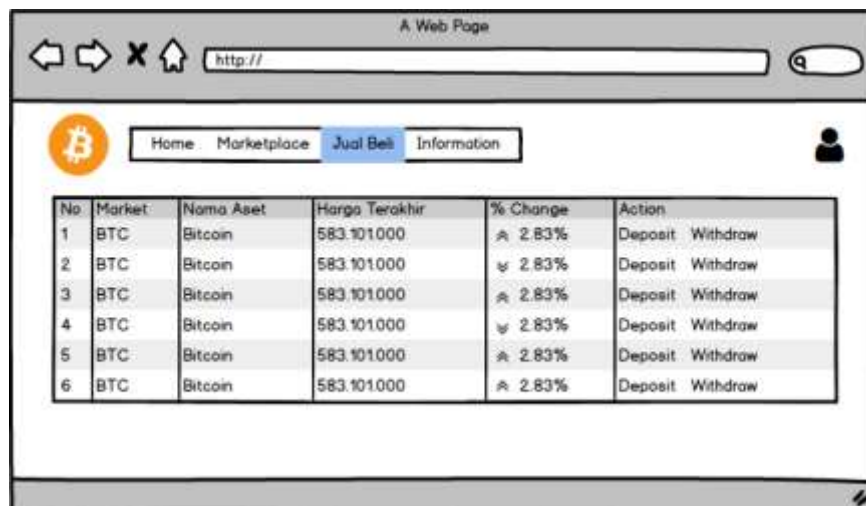 A Web Page
http://
Home Marketplace Jual Beli Information
No Market Nama Aset Harga Terakhir % Change Action
1 BTC Bitcoin 583.101.000 2.83% Deposit Withdraw
2 BTC Bitcoin 583.101.000 2.83% Deposit Withdraw
3 BTC Bitcoin 583.101.000 2.83% Deposit Withdraw
4 BTC Bitcoin 583.101.000 2.83% Deposit Withdraw
5 BTC Bitcoin 583.101.000 2.83% Deposit Withdraw
6 BTC Bitcoin 583.101.000 2.83% Deposit Withdraw